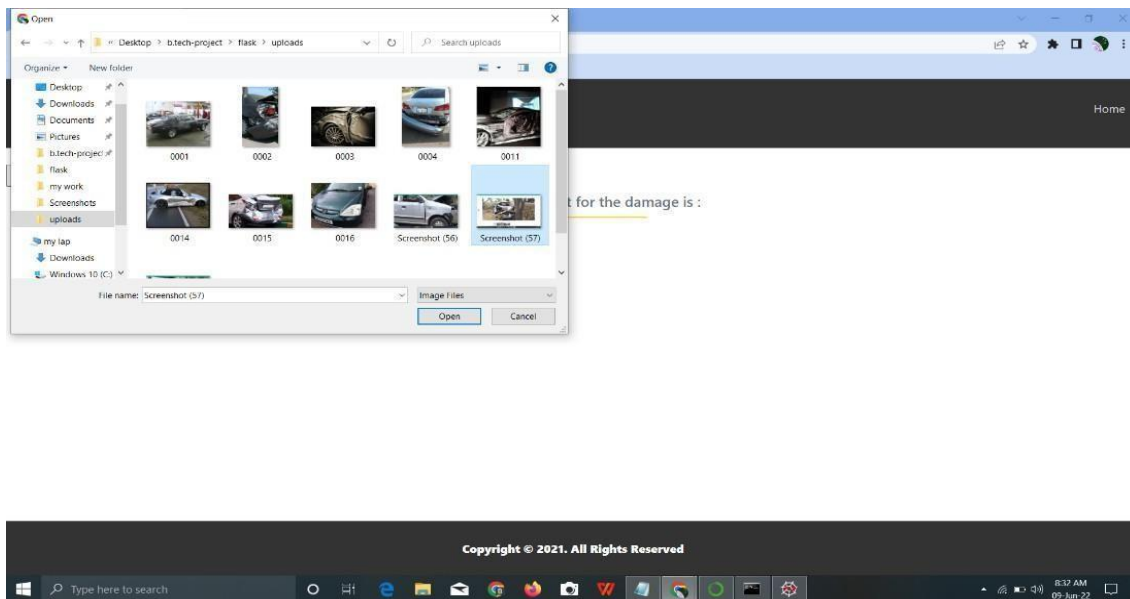 Open
Desktop > b.tech-project > flask > uploads
Search uploads
Organize
New folder
Desktop
Downloads
Documents
Pictures
b.tech-projec
flask
my work
Screenshots
uploads
my lap
Downloads
Windows 10 (C:)
0001
0002
0003
0004
0011
0014
0015
0016
Screenshot (56)
Screenshot (57)
File name: Screenshot (57)
Image Files
Open
Cancel
Home
t for the damage is :
Copyright © 2021. All Rights Reserved
Type here to search
8:32 AM
09-Jun-22